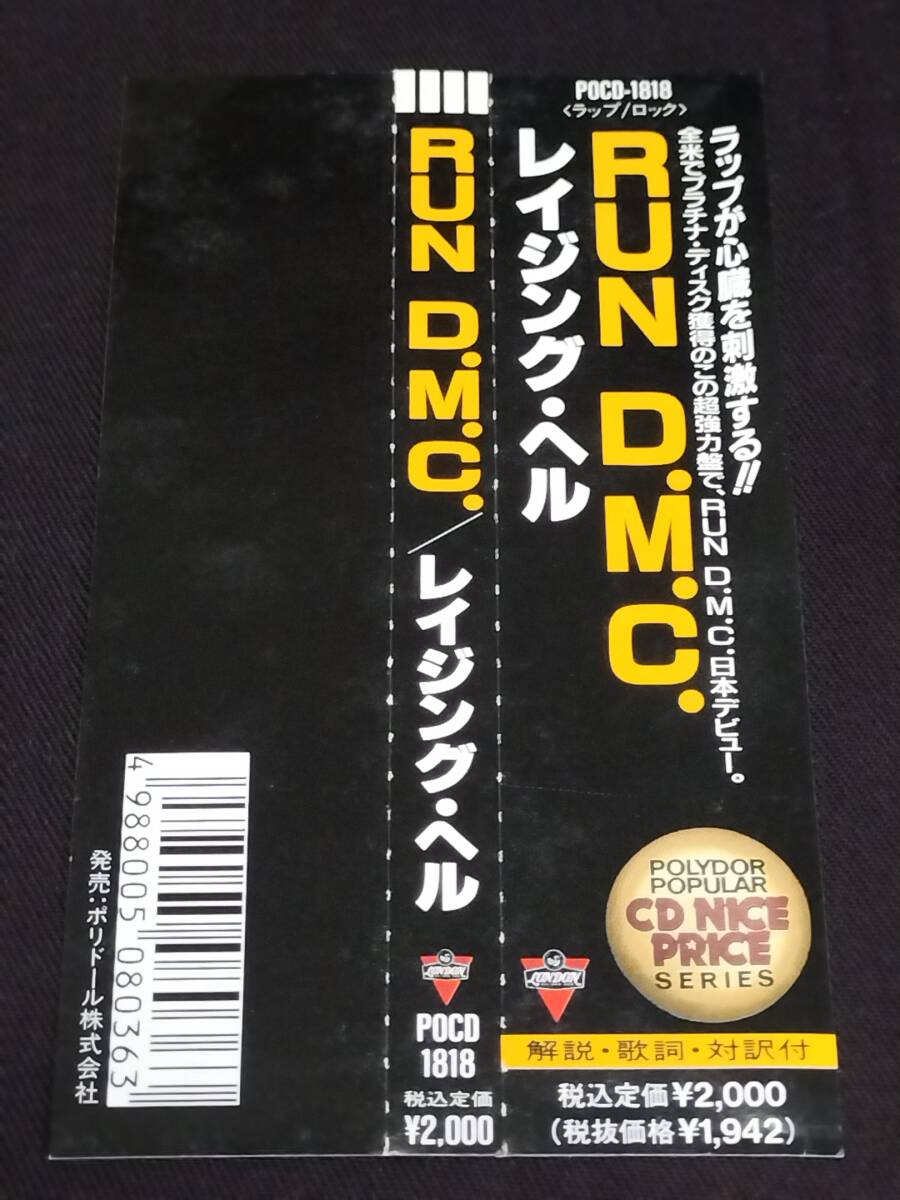 POCD-1818
〈ラップ/ロック〉
ラップが心臓を刺激する!!
全米でプラチナ・ディスク獲得のこの超強力盤で、RUN D.M.C.日本デビュー。
RUN D.M.C.
レイジング・ヘル
POLYDOR
POPULAR
CD NICE
PRICE
SERIES
LONDON
解説・歌詞・対訳付
税込定価¥2,000
(税抜価格¥1,942)
RUN D.M.C./レイジング・ヘル
LONDON
POCD
1818
税込定価
¥2,000
4 988005 080363
発売:ポリドール株式会社